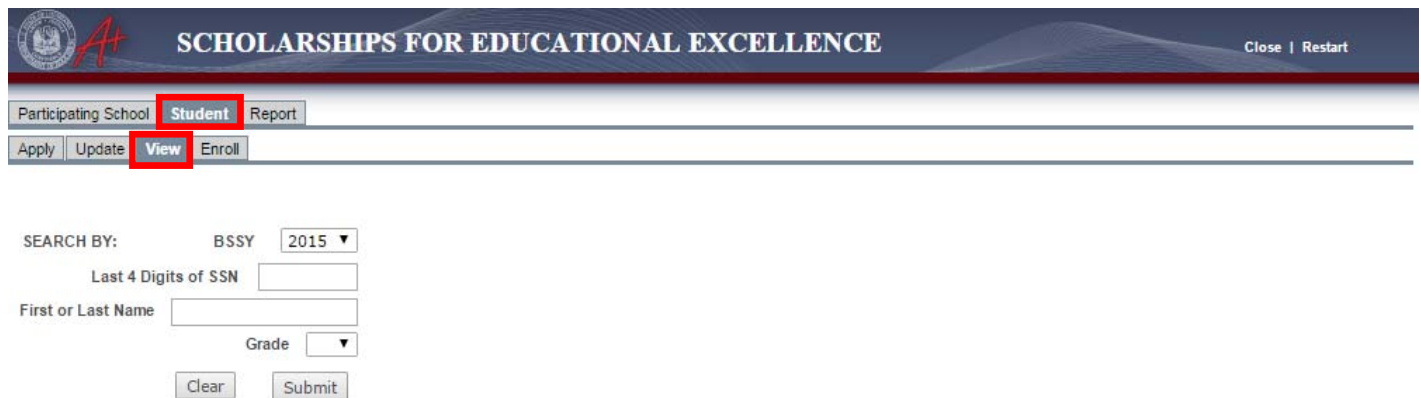 A+ SCHOLARSHIPS FOR EDUCATIONAL EXCELLENCE Close | Restart
Participating School Student Report
Apply Update View Enroll
SEARCH BY: BSSY 2015
Last 4 Digits of SSN
First or Last Name
Grade
Clear Submit